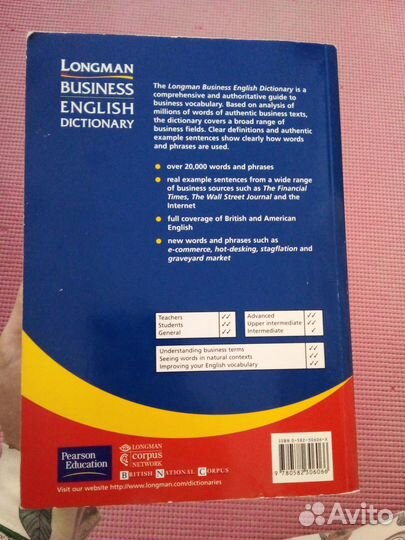 LONGMAN
BUSINESS
ENGLISH
DICTIONARY
The Longman Business English Dictionary is a
comprehensive and authoritative guide to
business vocabulary. Based on analysis of
millions of words of authentic business texts,
the dictionary covers a broad range of
business fields. Clear definitions and authentic
example sentences show clearly how words
and phrases are used.
over 20,000 words and phrases
real example sentences from a wide range
of business sources such as The Financial
Times, The Wall Street Journal and the
Internet
full coverage of British and American
English
new words and phrases such as
e-commerce, hot-desking, stagflation and
graveyard market
Teachers ✓✓
Students ✓✓
General ✓✓
Advanced ✓✓
Upper intermediate ✓✓
Intermediate ✓
Understanding business terms ✓✓
Seeing words in natural contexts ✓✓
Improving your English vocabulary ✓✓
Pearson
Education
LONGMAN
corpus
NETWORK
BRITISH NATIONAL CORPUS
Visit our website http://www.longman.com/dictionaries
ISBN 0-582-30606-X
9 780582 306066
Avito